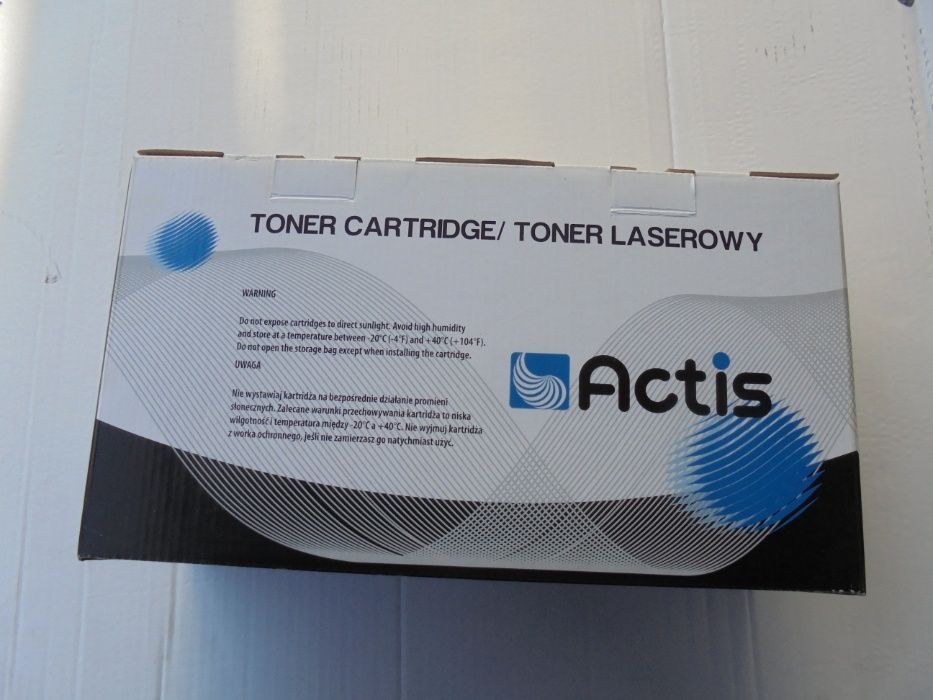 TONER CARTRIDGE/ TONER LASEROWY
WARNING
Do not expose cartridges to direct sunlight. Avoid high humidity
and store at a temperature between -20°C (-4°F) and +40°C (+104°F).
Do not open the storage bag except when installing the cartridge.
UWAGA
Nie wystawiaj kartridża na bezpośrednie działanie promieni
słonecznych. Zalecane warunki przechowywania kartridża to niska
wilgotność i temperatura między -20°C a +40°C. Nie wyjmuj kartridża
z worka ochronnego, jeśli nie zamierzasz go natychmiast użyć.
Actis